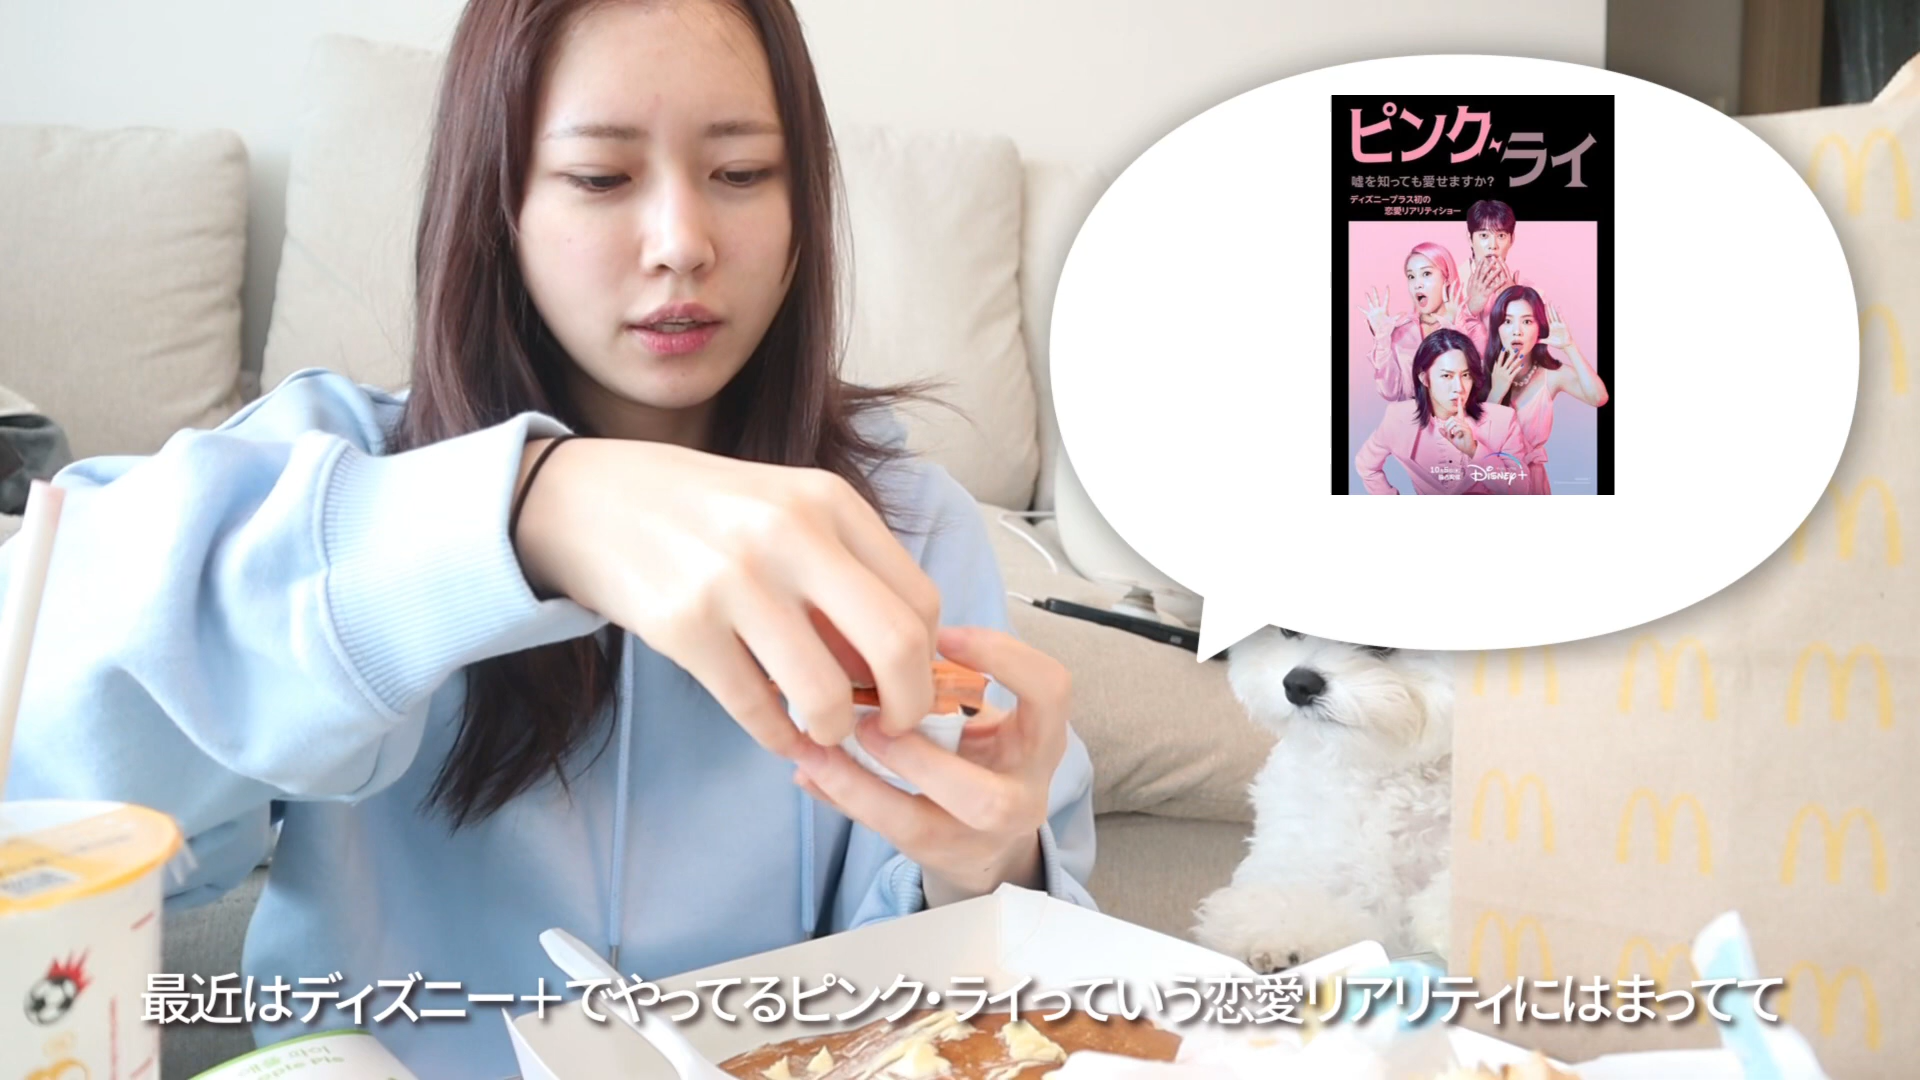 ピンク・ライ
嘘を知っても愛せますか?
ディズニープラス初の
恋愛リアリティショー
Disney+
最近はディズニー＋でやってるピンク・ライっていう恋愛リアリティにはまってて